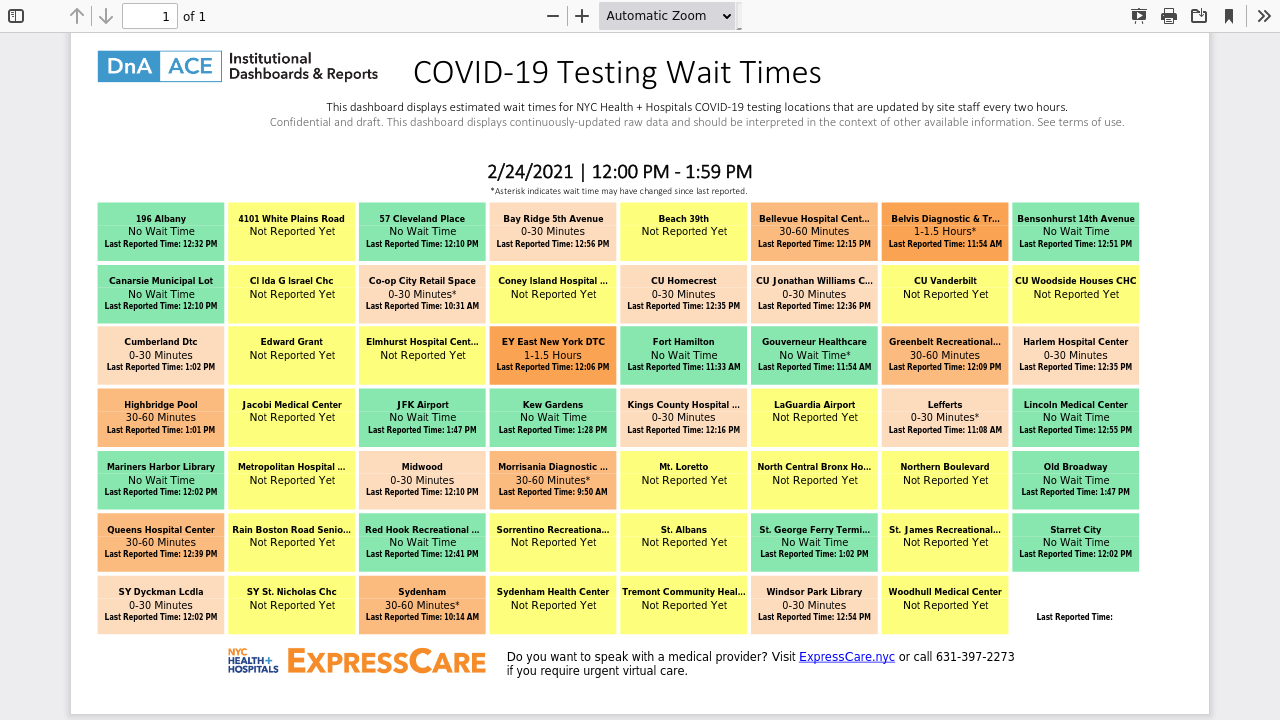 1 of 1 Automatic Zoom
DnA ACE Institutional Dashboards & Reports
COVID-19 Testing Wait Times
This dashboard displays estimated wait times for NYC Health + Hospitals COVID-19 testing locations that are updated by site staff every two hours.
Confidential and draft. This dashboard displays continuously-updated raw data and should be interpreted in the context of other available information. See terms of use.
2/24/2021 | 12:00 PM - 1:59 PM
*Asterisk indicates wait time may have changed since last reported.
196 Albany
No Wait Time
Last Reported Time: 12:32 PM
4101 White Plains Road
Not Reported Yet
57 Cleveland Place
No Wait Time
Last Reported Time: 12:10 PM
Bay Ridge 5th Avenue
0-30 Minutes
Last Reported Time: 12:56 PM
Beach 39th
Not Reported Yet
Bellevue Hospital Cent...
30-60 Minutes
Last Reported Time: 12:15 PM
Belvis Diagnostic & Tr...
1-1.5 Hours*
Last Reported Time: 11:54 AM
Bensonhurst 14th Avenue
No Wait Time
Last Reported Time: 12:51 PM
Canarsie Municipal Lot
No Wait Time
Last Reported Time: 12:10 PM
Cl Ida G Israel Chc
Not Reported Yet
Co-op City Retail Space
0-30 Minutes*
Last Reported Time: 10:31 AM
Coney Island Hospital ...
Not Reported Yet
CU Homecrest
0-30 Minutes
Last Reported Time: 12:35 PM
CU Jonathan Williams C...
0-30 Minutes
Last Reported Time: 12:36 PM
CU Vanderbilt
Not Reported Yet
CU Woodside Houses CHC
Not Reported Yet
Cumberland Dtc
0-30 Minutes
Last Reported Time: 1:02 PM
Edward Grant
Not Reported Yet
Elmhurst Hospital Cent...
Not Reported Yet
EY East New York DTC
1-1.5 Hours
Last Reported Time: 12:06 PM
Fort Hamilton
No Wait Time
Last Reported Time: 11:33 AM
Gouverneur Healthcare
No Wait Time*
Last Reported Time: 11:54 AM
Greenbelt Recreational...
30-60 Minutes
Last Reported Time: 12:09 PM
Harlem Hospital Center
0-30 Minutes
Last Reported Time: 12:35 PM
Highbridge Pool
30-60 Minutes
Last Reported Time: 1:01 PM
Jacobi Medical Center
Not Reported Yet
JFK Airport
No Wait Time
Last Reported Time: 1:47 PM
Kew Gardens
No Wait Time
Last Reported Time: 1:28 PM
Kings County Hospital ...
0-30 Minutes
Last Reported Time: 12:16 PM
LaGuardia Airport
Not Reported Yet
Lefferts
0-30 Minutes*
Last Reported Time: 11:08 AM
Lincoln Medical Center
No Wait Time
Last Reported Time: 12:55 PM
Mariners Harbor Library
No Wait Time
Last Reported Time: 12:02 PM
Metropolitan Hospital ...
Not Reported Yet
Midwood
0-30 Minutes
Last Reported Time: 12:10 PM
Morrisania Diagnostic ...
30-60 Minutes*
Last Reported Time: 9:50 AM
Mt. Loretto
Not Reported Yet
North Central Bronx Ho...
Not Reported Yet
Northern Boulevard
Not Reported Yet
Old Broadway
No Wait Time
Last Reported Time: 1:47 PM
Queens Hospital Center
30-60 Minutes
Last Reported Time: 12:39 PM
Rain Boston Road Senio...
Not Reported Yet
Red Hook Recreational ...
No Wait Time
Last Reported Time: 12:41 PM
Sorrentino Recreationa...
Not Reported Yet
St. Albans
Not Reported Yet
St. George Ferry Termi...
No Wait Time
Last Reported Time: 1:02 PM
St. James Recreational...
Not Reported Yet
Starret City
No Wait Time
Last Reported Time: 12:02 PM
SY Dyckman Lcdla
0-30 Minutes
Last Reported Time: 12:02 PM
SY St. Nicholas Chc
Not Reported Yet
Sydenham
30-60 Minutes*
Last Reported Time: 10:14 AM
Sydenham Health Center
Not Reported Yet
Tremont Community Heal...
Not Reported Yet
Windsor Park Library
0-30 Minutes
Last Reported Time: 12:54 PM
Woodhull Medical Center
Not Reported Yet
Last Reported Time:
NYC HEALTH+ HOSPITALS
EXPRESSCARE
Do you want to speak with a medical provider? Visit ExpressCare.nyc or call 631-397-2273
if you require urgent virtual care.